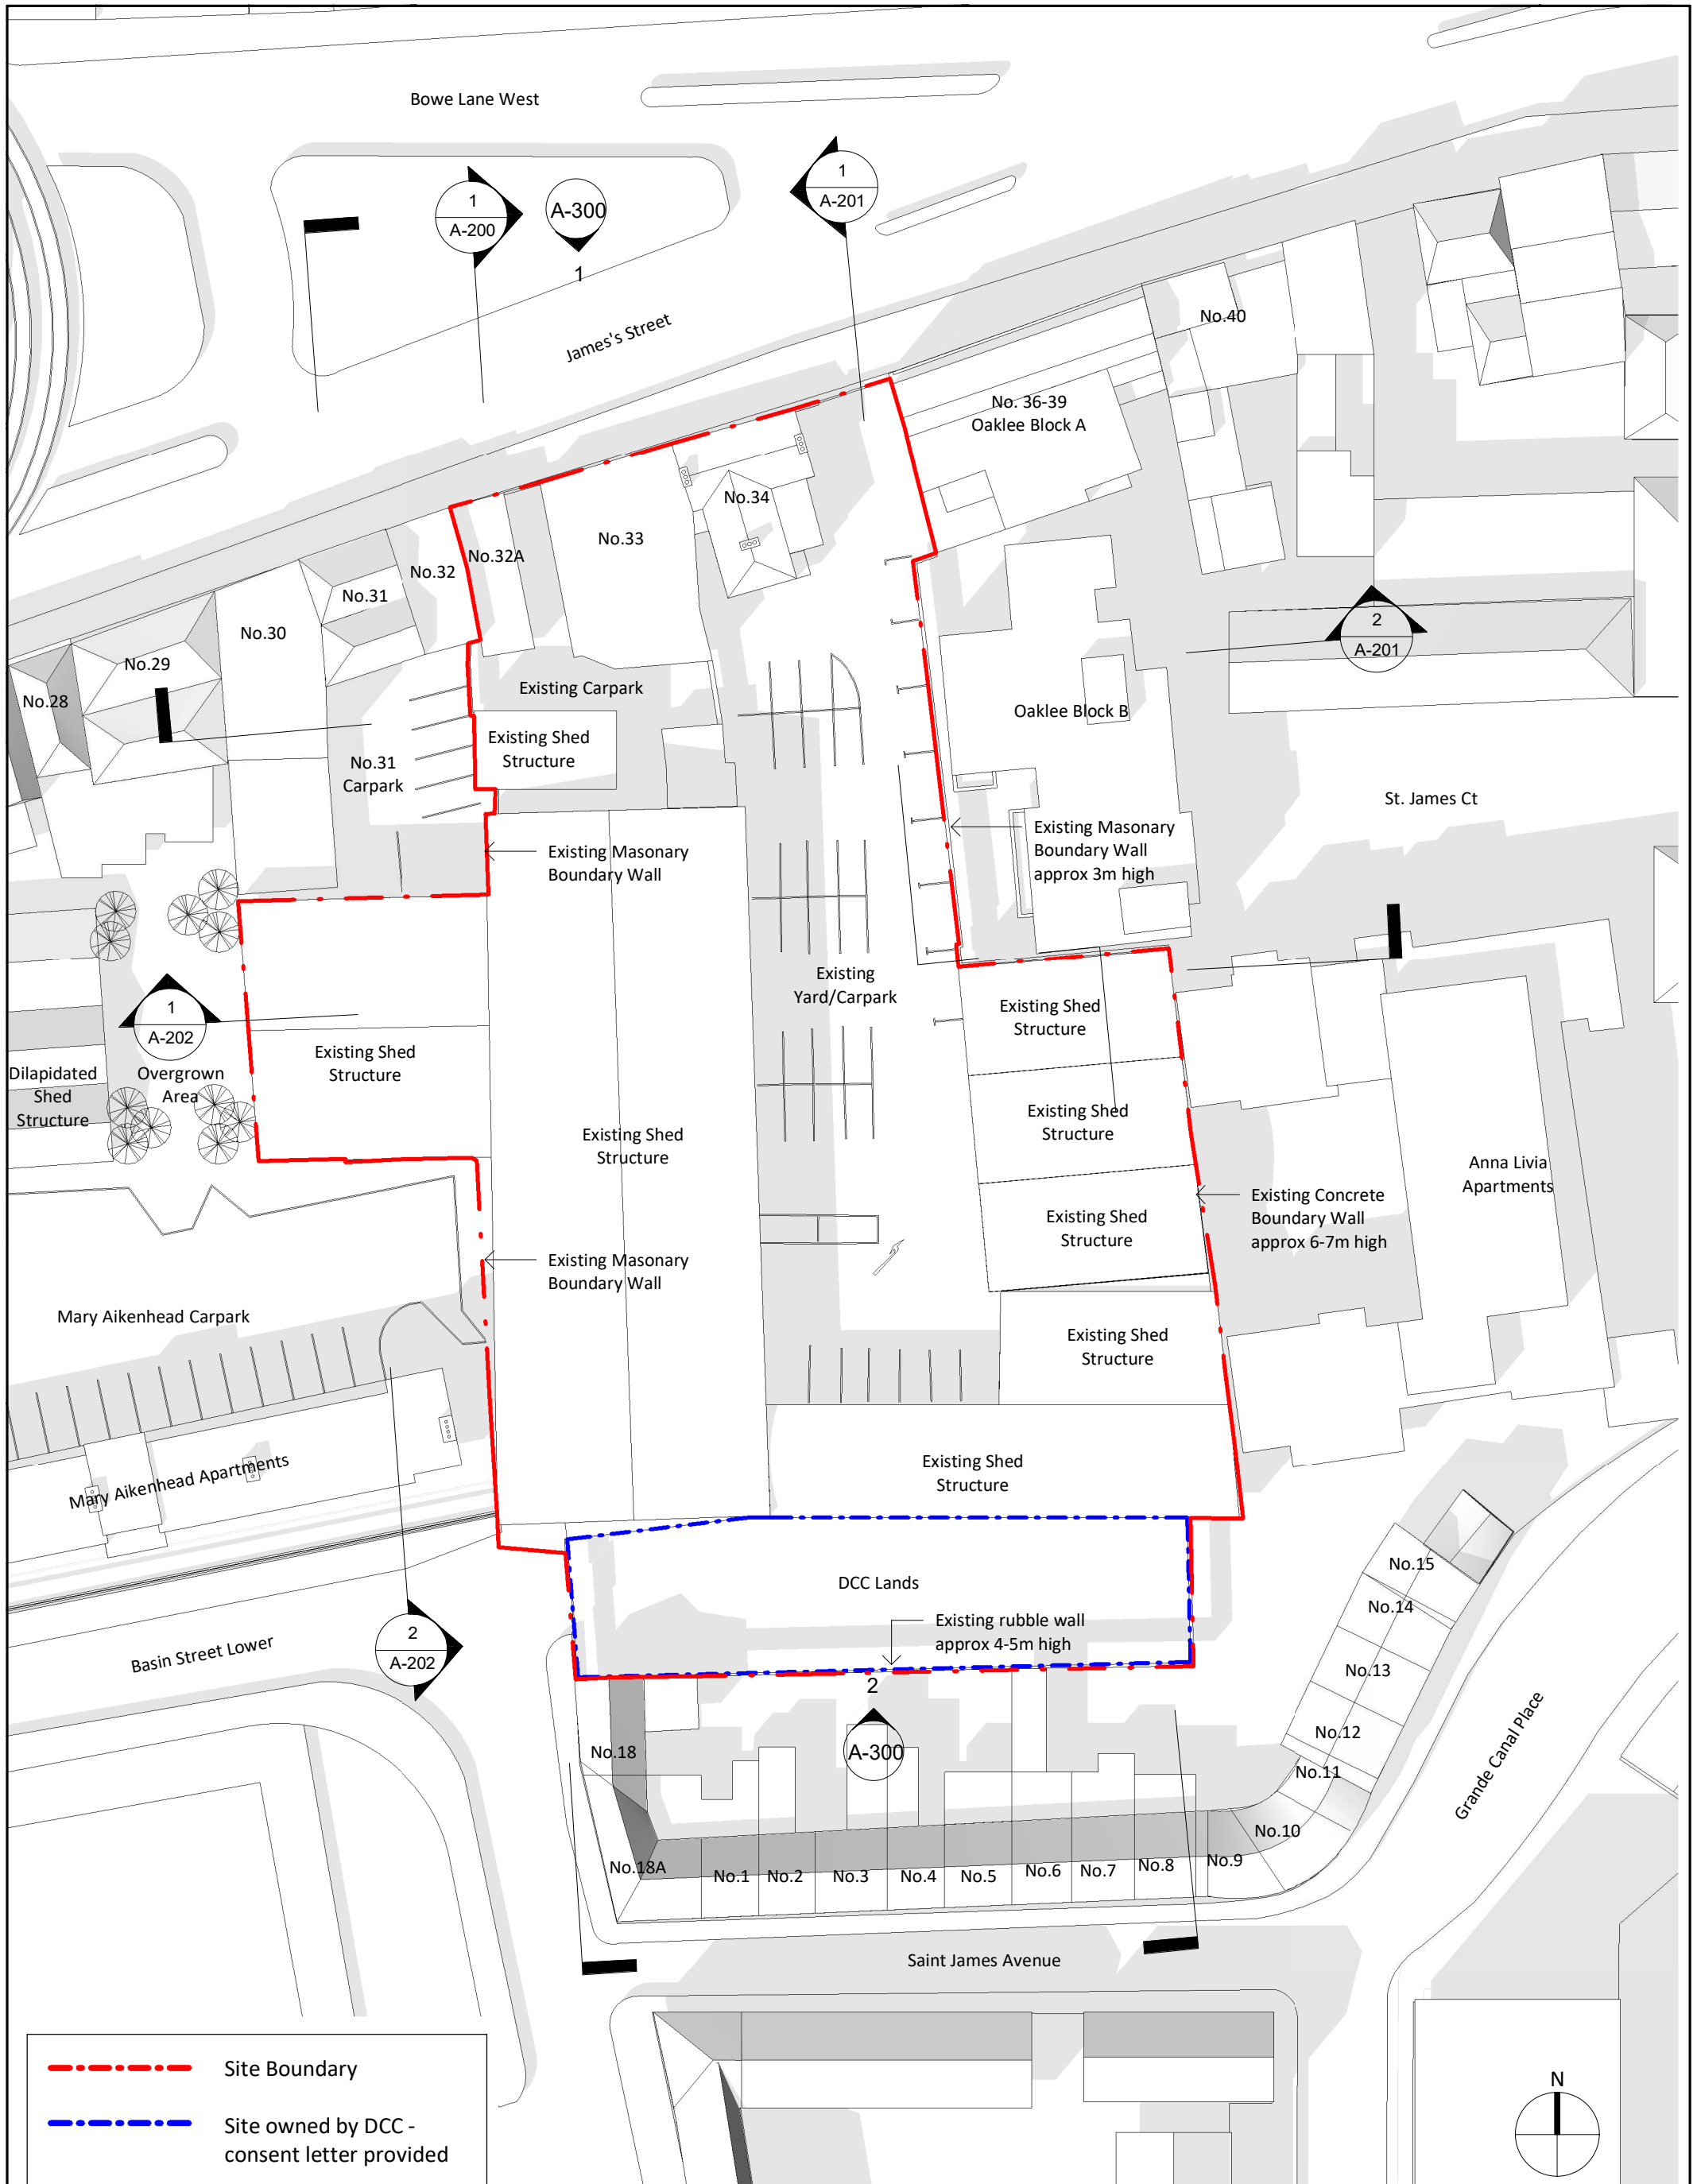 Bowe Lane West
1
A-200
A-300
1
1
A-201
James's Street
No.40
No. 36-39
Oaklee Block A
No.34
No.33
No.32A
No.32
No.31
No.30
No.29
No.28
2
A-201
Existing Carpark
Oaklee Block B
Existing Shed
Structure
No.31
Carpark
St. James Ct
Existing Masonary
Boundary Wall
approx 3m high
Existing Masonary
Boundary Wall
Existing
Yard/Carpark
1
A-202
Existing Shed
Structure
Existing Shed
Structure
Dilapidated
Shed
Structure
Overgrown
Area
Existing Shed
Structure
Existing Shed
Structure
Anna Livia
Apartments
Existing Concrete
Boundary Wall
approx 6-7m high
Existing Shed
Structure
Existing Masonary
Boundary Wall
Mary Aikenhead Carpark
Existing Shed
Structure
Existing Shed
Structure
Mary Aikenhead Apartments
DCC Lands
Existing rubble wall
approx 4-5m high
Basin Street Lower
2
A-202
2
A-300
No.15
No.14
No.13
No.12
No.11
No.10
Grande Canal Place
No.18
No.18A
No.1
No.2
No.3
No.4
No.5
No.6
No.7
No.8
No.9
Saint James Avenue
Site Boundary
Site owned by DCC -
consent letter provided
N